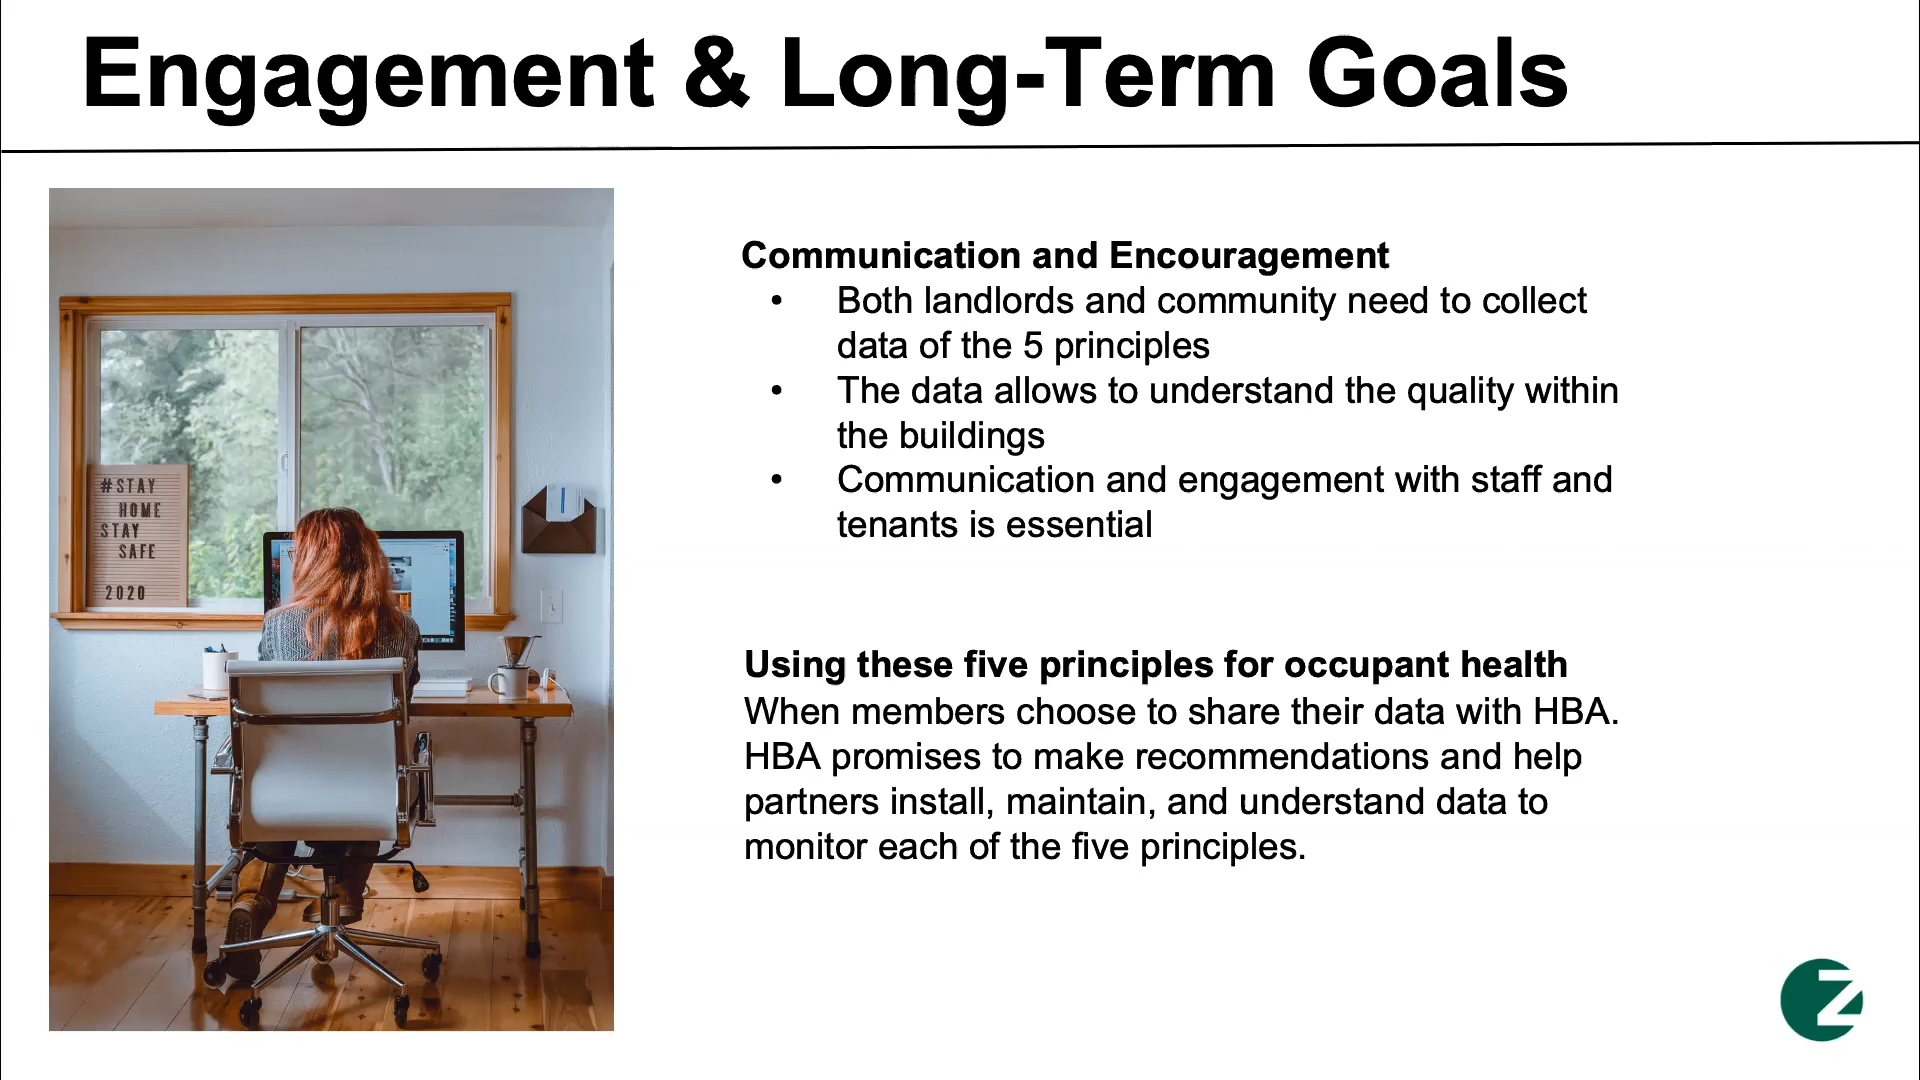 Engagement & Long-Term Goals
#STAY
HOME
STAY
SAFE
2020
Communication and Encouragement
• Both landlords and community need to collect
data of the 5 principles
• The data allows to understand the quality within
the buildings
• Communication and engagement with staff and
tenants is essential
Using these five principles for occupant health
When members choose to share their data with HBA.
HBA promises to make recommendations and help
partners install, maintain, and understand data to
monitor each of the five principles.
Z